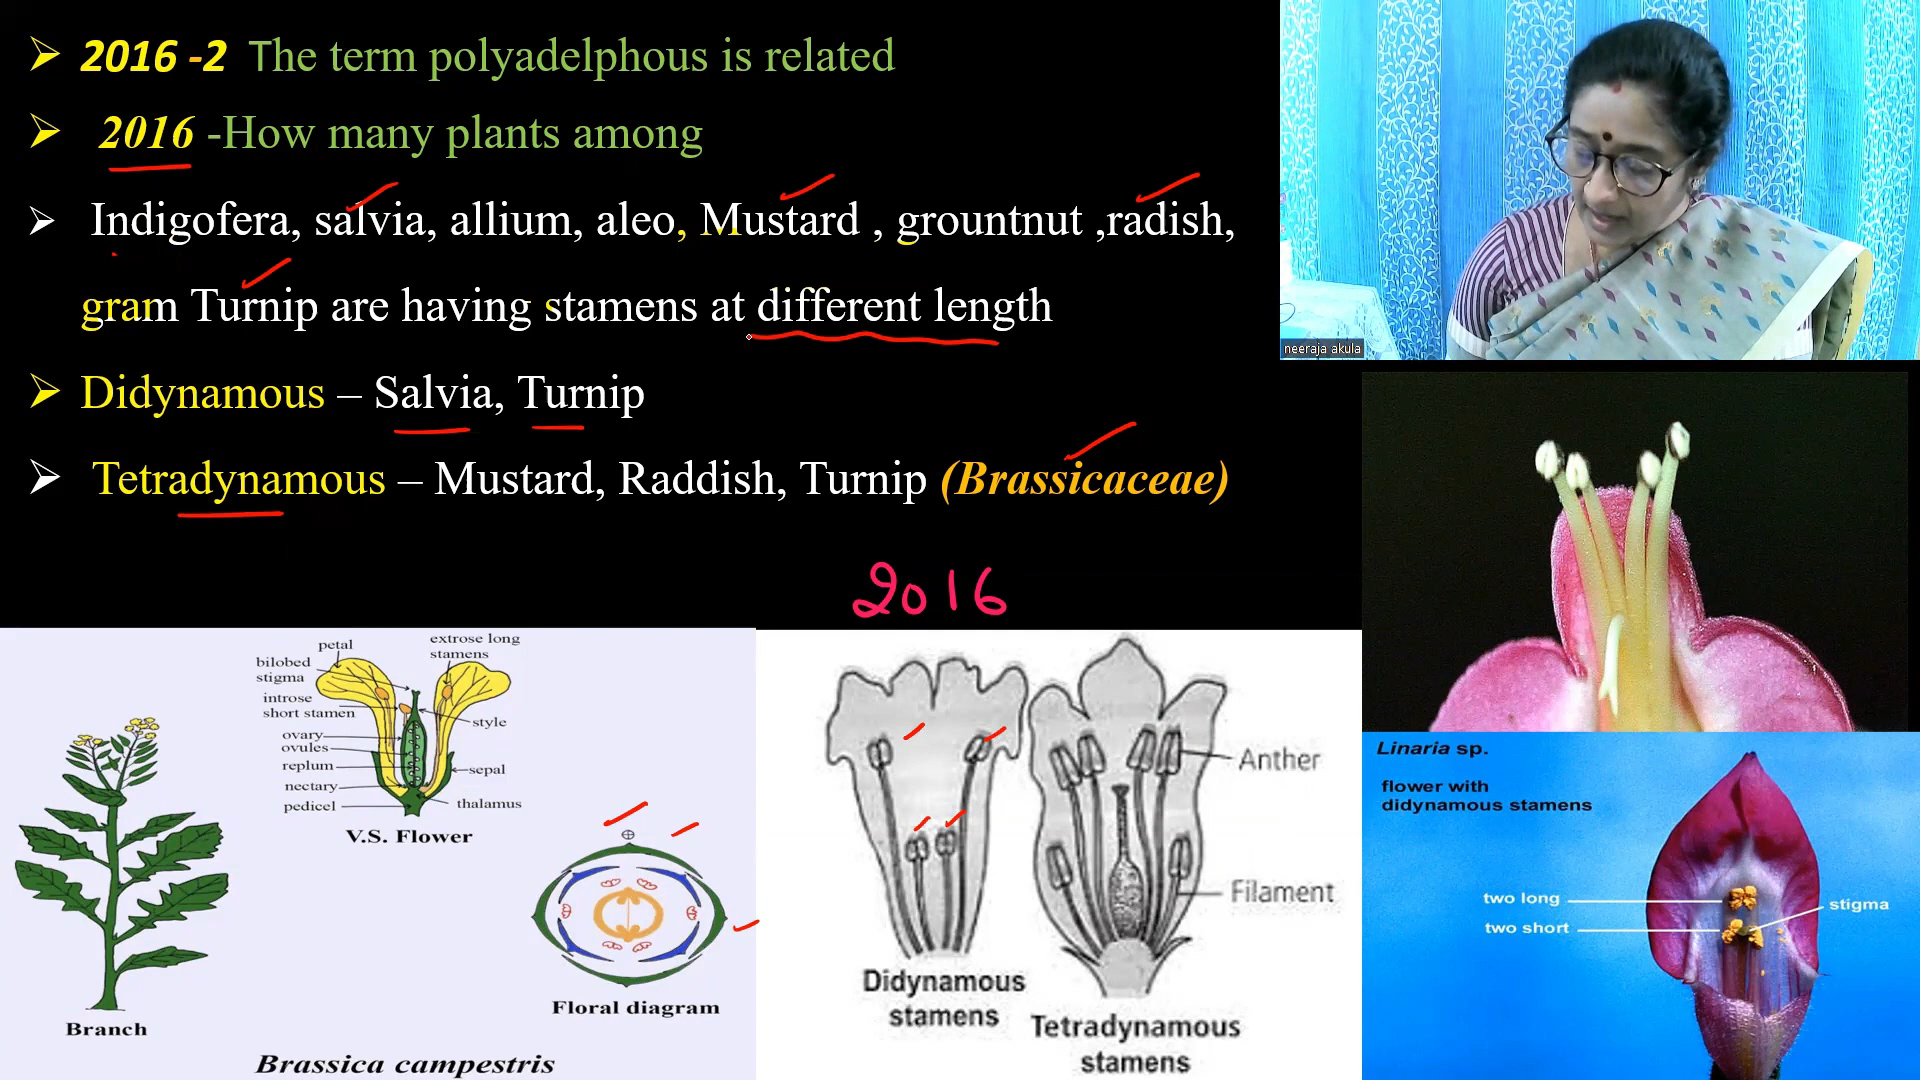 2016 -2 The term polyadelphous is related
2016 -How many plants among
Indigofera, salvia, allium, aleo, Mustard , grountnut ,radish,
gram Turnip are having stamens at different length
Didynamous – Salvia, Turnip
Tetradynamous – Mustard, Raddish, Turnip (Brassicaceae)
2016
neeraja akula
petal
extrose long
stamens
bilobed
stigma
introse
short stamen
style
ovary
ovules
replum
sepal
nectary
pedicel
thalamus
V.S. Flower
Floral diagram
Branch
Brassica campestris
Anther
Filament
Didynamous
stamens
Tetradynamous
stamens
Linaria sp.
flower with
didynamous stamens
two long
stigma
two short